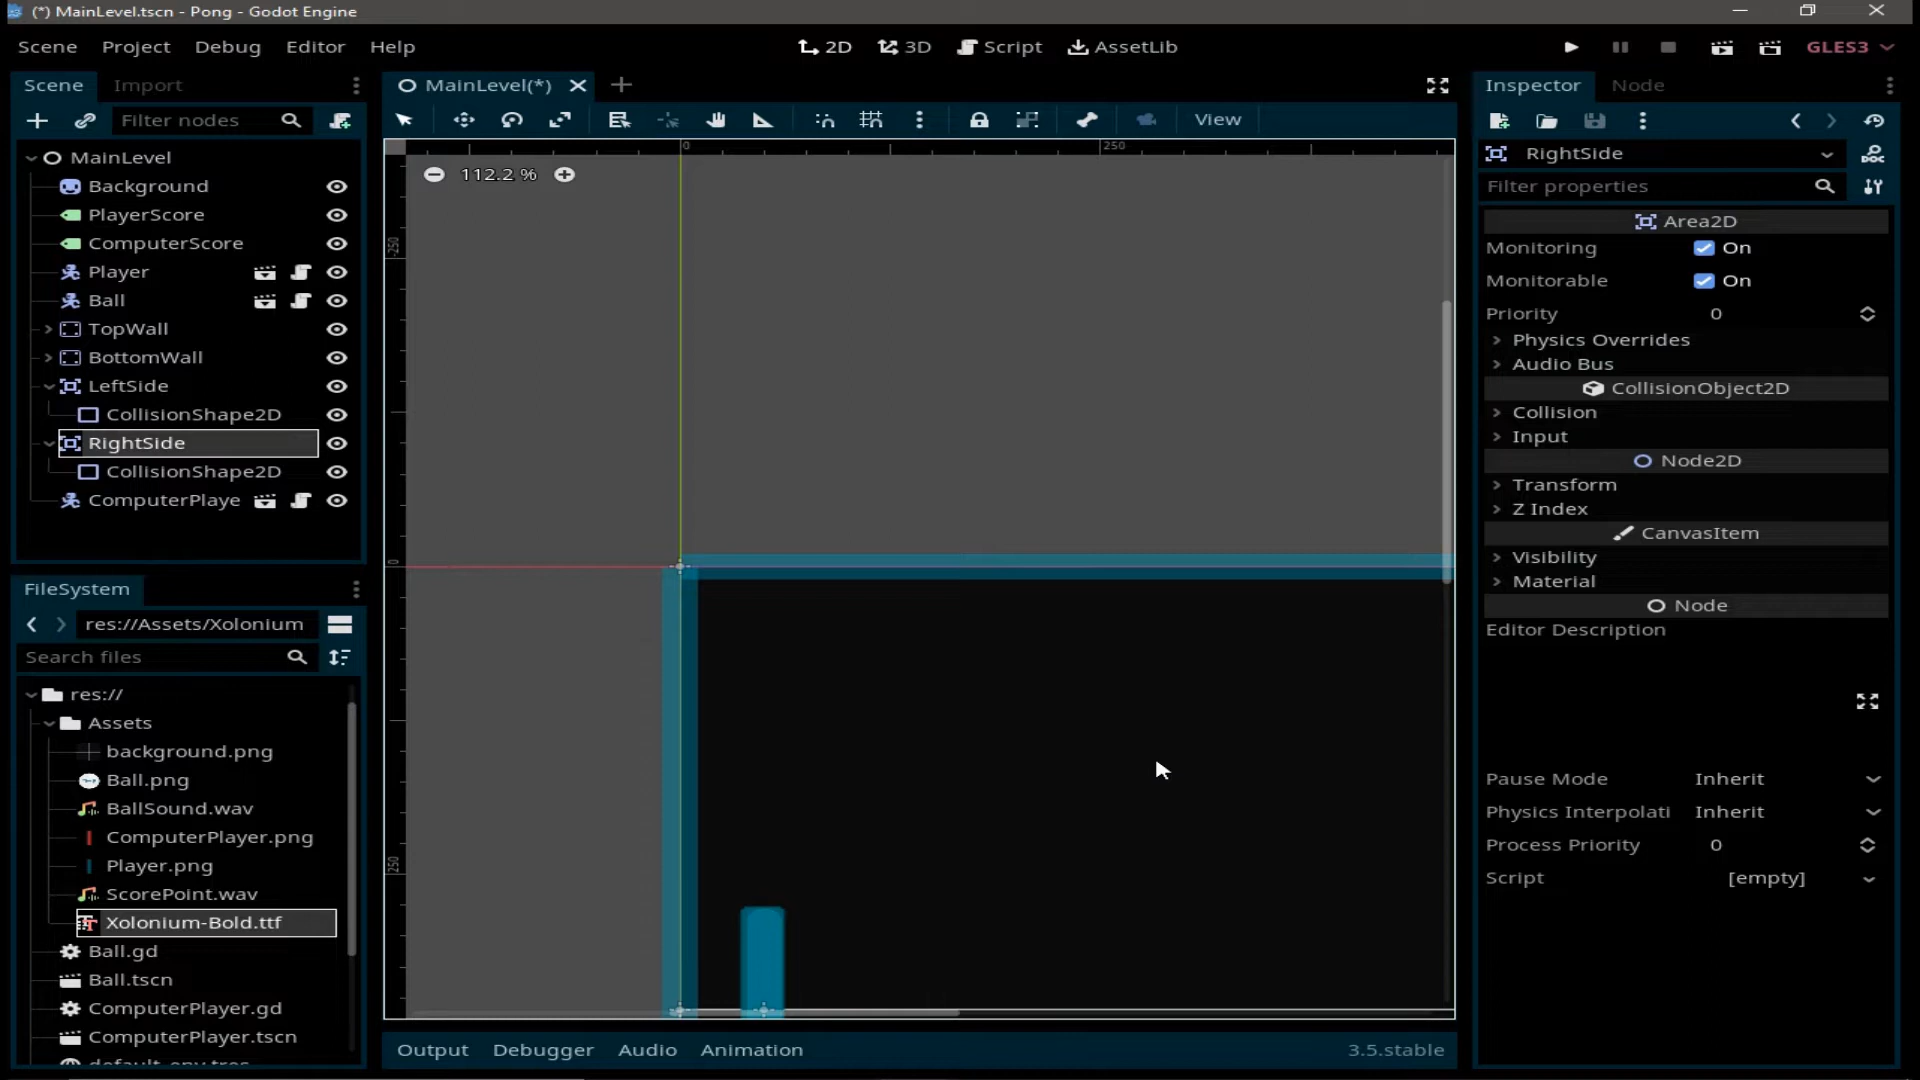 (*) MainLevel.tscn - Pong - Godot Engine
Scene Project Debug Editor Help
2D 3D Script AssetLib
GLES3
Scene Import
Filter nodes
MainLevel
Background
PlayerScore
ComputerScore
Player
Ball
TopWall
BottomWall
LeftSide
CollisionShape2D
RightSide
CollisionShape2D
ComputerPlaye
FileSystem
res://Assets/Xolonium
Search files
res://
Assets
background.png
Ball.png
BallSound.wav
ComputerPlayer.png
Player.png
ScorePoint.wav
Xolonium-Bold.ttf
Ball.gd
Ball.tscn
ComputerPlayer.gd
ComputerPlayer.tscn
default_env.tres
MainLevel(*)
View
0 250
112.2 %
-250
0
250
Output Debugger Audio Animation
3.5.stable
Inspector Node
RightSide
DOC
Filter properties
Area2D
Monitoring On
Monitorable On
Priority 0
Physics Overrides
Audio Bus
CollisionObject2D
Collision
Input
Node2D
Transform
Z Index
CanvasItem
Visibility
Material
Node
Editor Description
Pause Mode Inherit
Physics Interpolati Inherit
Process Priority 0
Script [empty]